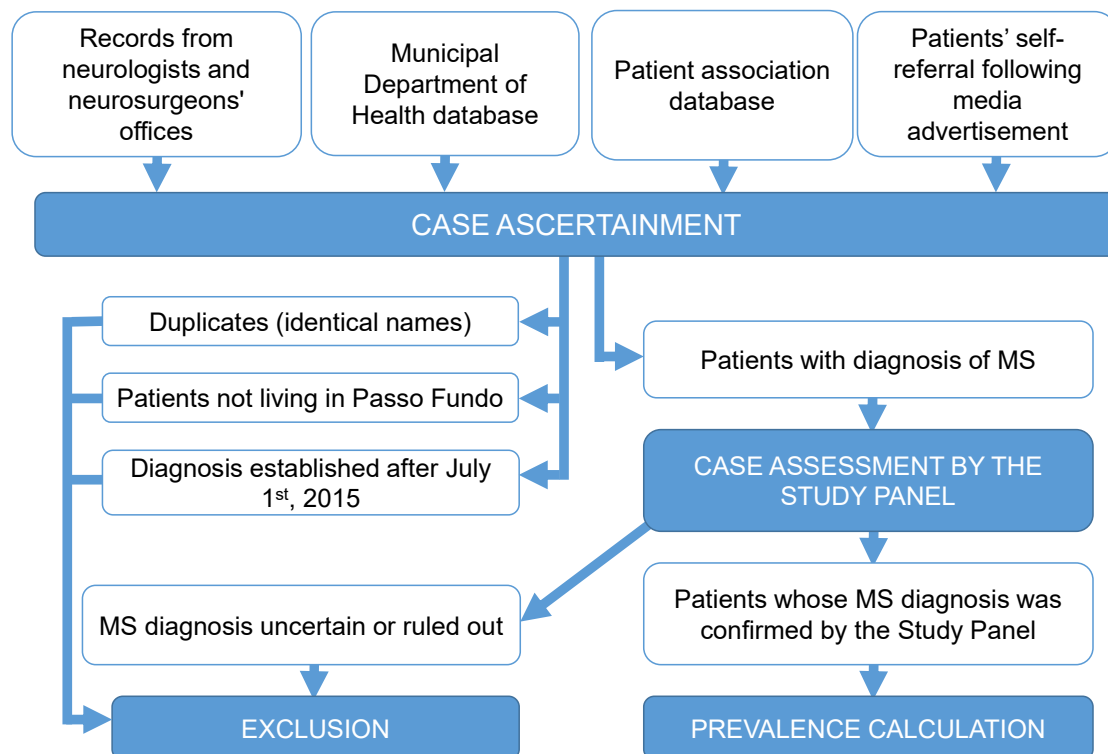 Records from
neurologists and
neurosurgeons'
offices
Municipal
Department of
Health database
Patient association
database
Patients' self-
referral following
media
advertisement
CASE ASCERTAINMENT
Duplicates (identical names)
Patients not living in Passo Fundo
Diagnosis established after July
1st, 2015
Patients with diagnosis of MS
CASE ASSESSMENT BY THE
STUDY PANEL
MS diagnosis uncertain or ruled out
Patients whose MS diagnosis was
confirmed by the Study Panel
EXCLUSION
PREVALENCE CALCULATION